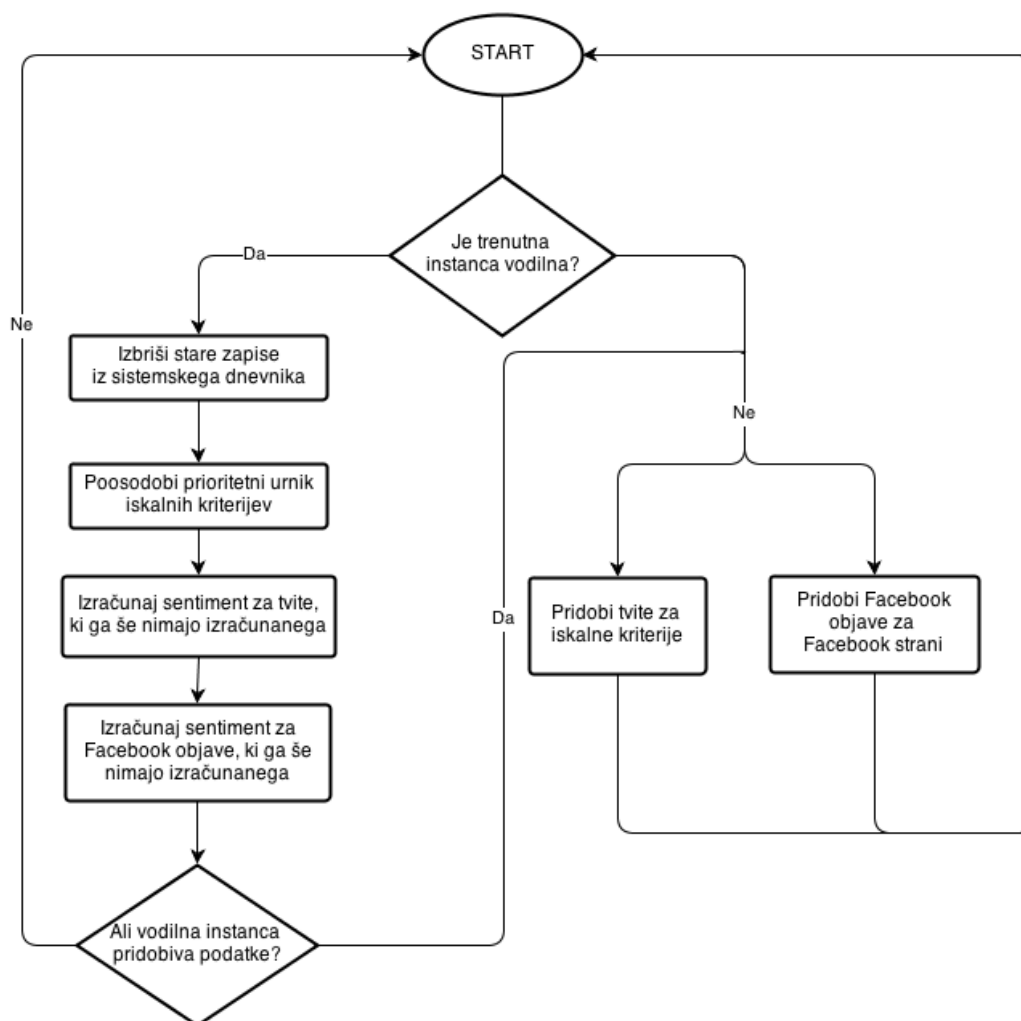 START
Je trenutna
instanca vodilna?
Da
Ne
Izbriši stare zapise
iz sistemskega dnevnika
Ne
Poosodobi prioritetni urnik
iskalnih kriterijev
Izračunaj sentiment za tvite,
ki ga še nimajo izračunanega
Da
Pridobi tvite za
iskalne kriterije
Pridobi Facebook
objave za
Facebook strani
Izračunaj sentiment za
Facebook objave, ki ga še
nimajo izračunanega
Ali vodilna instanca
pridobiva podatke?